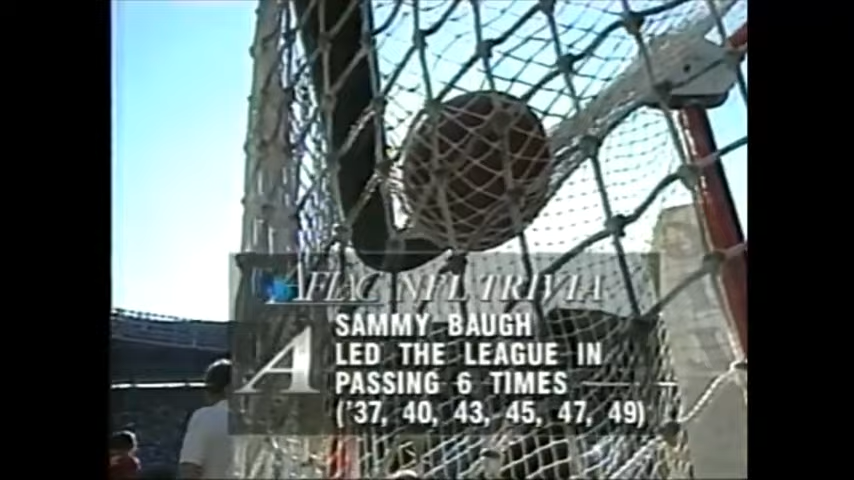 AFLAC NFL TRIVIA
A
SAMMY BAUGH
LED THE LEAGUE IN
PASSING 6 TIMES
('37, 40, 43, 45, 47, 49)